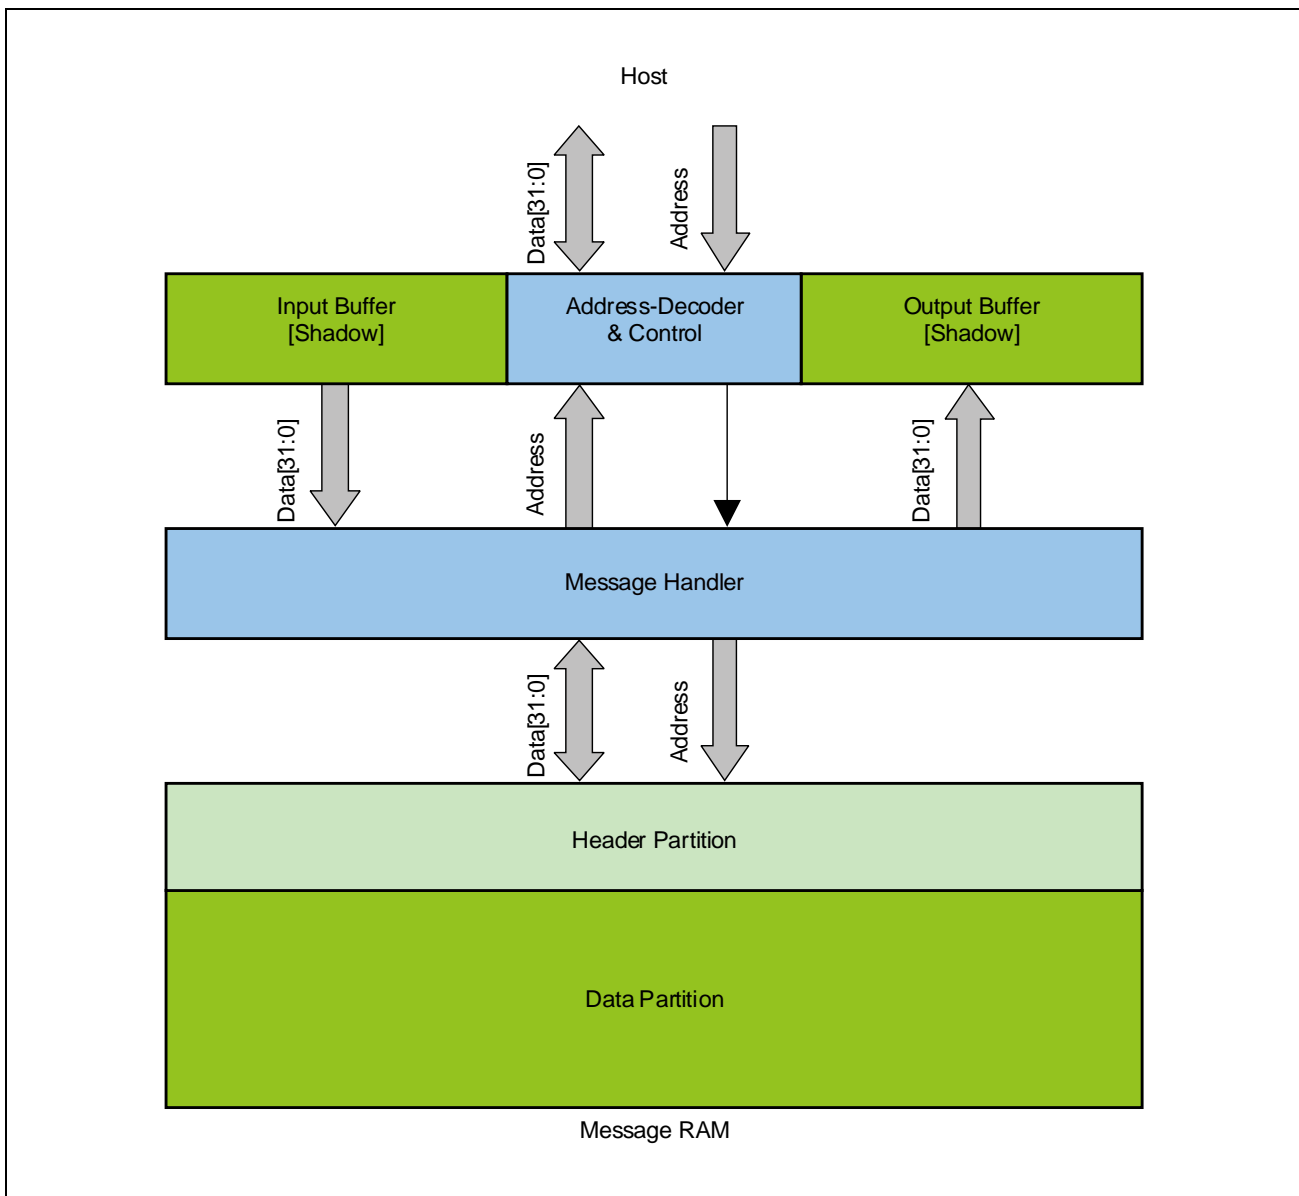 Host
Data[31:0]
Address
Input Buffer
[Shadow]
Address-Decoder
& Control
Output Buffer
[Shadow]
Data[31:0]
Address
Data[31:0]
Message Handler
Data[31:0]
Address
Header Partition
Data Partition
Message RAM